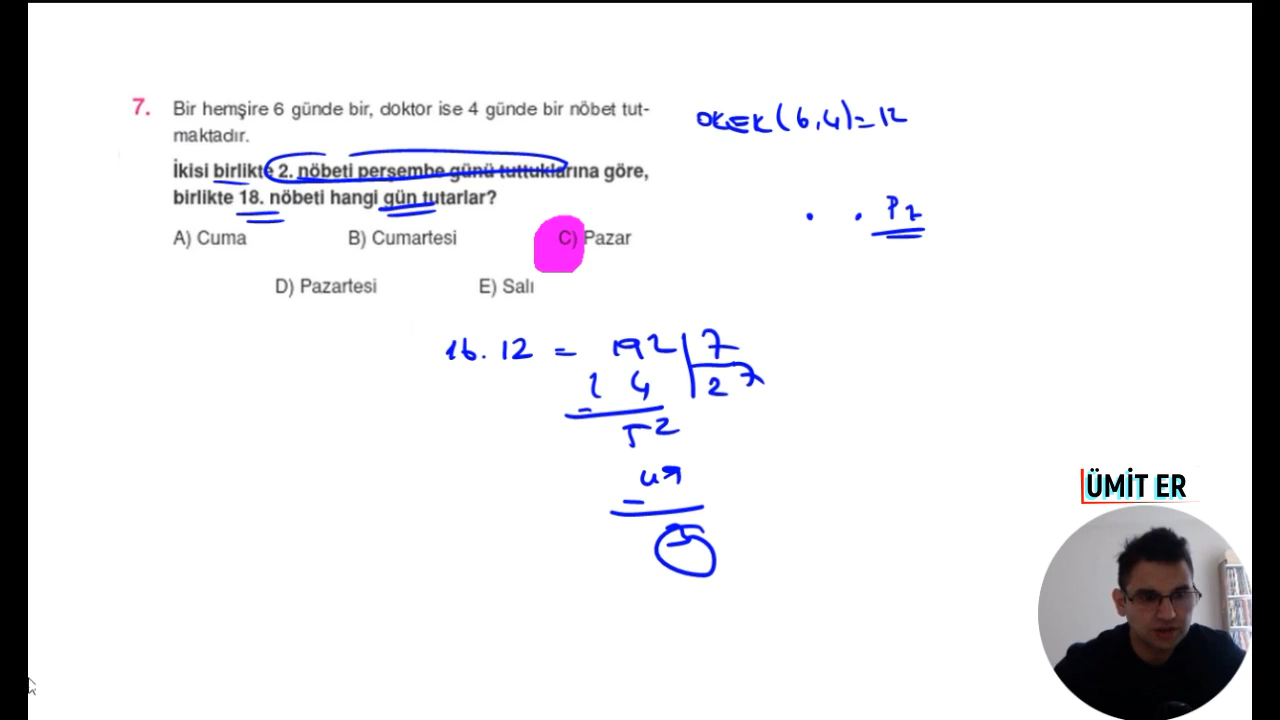 7. Bir hemşire 6 günde bir, doktor ise 4 günde bir nöbet tut-
maktadır.
İkisi birlikte 2. nöbeti perşembe günü tuttuklarına göre,
birlikte 18. nöbeti hangi gün tutarlar?
A) Cuma B) Cumartesi C) Pazar
D) Pazartesi E) Salı
OKEK(6,4)=12
. . Pz
16.12 = 192 | 7
14 27
52
- 49
ÜMİT ER